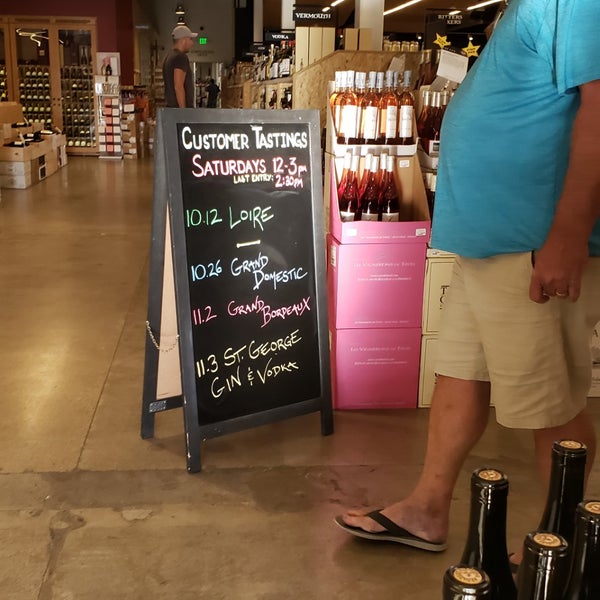 VERMOUTH
VODKA
BITTERS
EXIT
CUSTOMER TASTINGS
SATURDAYS 12-3pm
LAST ENTRY: 2:30PM
10.12 LOIRE
10.26 GRAND DOMESTIC
11.2 GRAND BORDEAUX
11.3 ST. GEORGE
GIN & VODKA